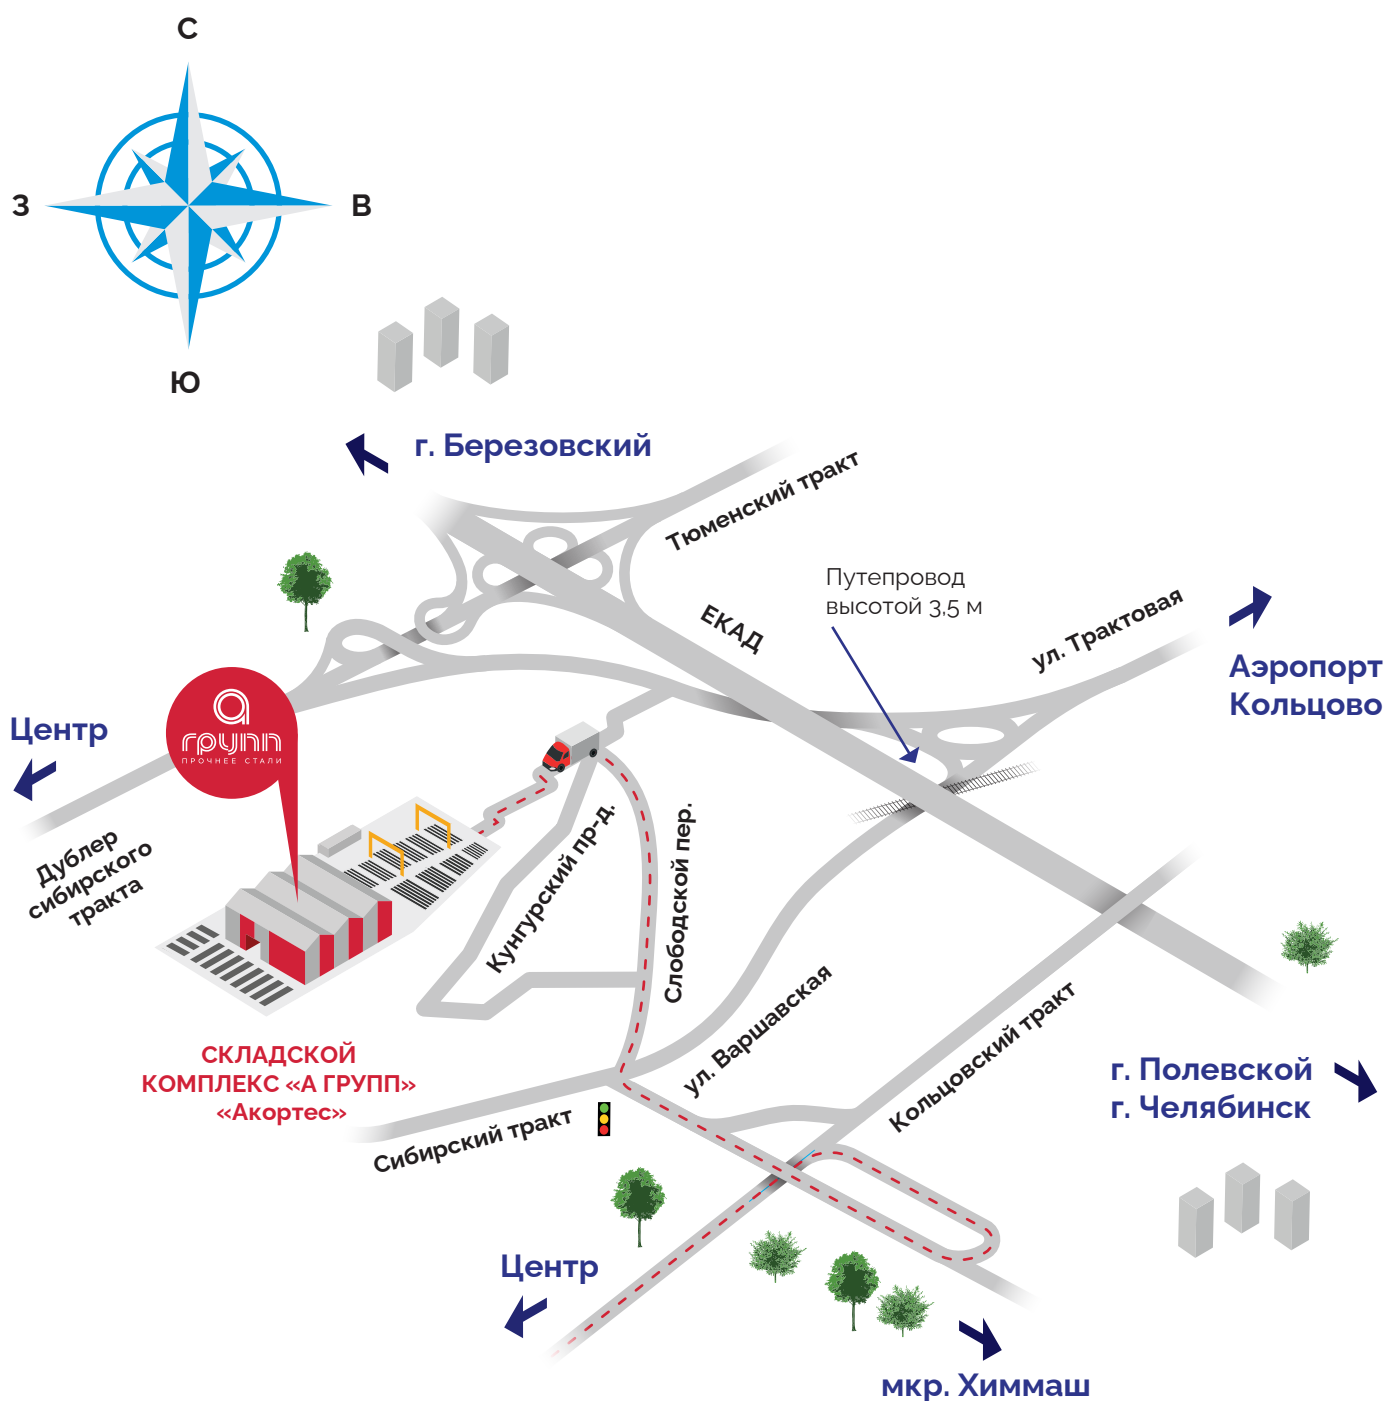 С
З
В
Ю
г. Березовский
Тюменский тракт
Путепровод
высотой 3,5 м
ЕКАД
ул. Трактовая
Аэропорт
Кольцово
Центр
а
групп
ПРОЧНЕЕ СТАЛИ
Дублер
сибирского
тракта
Кунгурский пр-д.
Слободской пер.
ул. Варшавская
Кольцовский тракт
СКЛАДСКОЙ
КОМПЛЕКС «А ГРУПП»
«Акортес»
Сибирский тракт
г. Полевской
г. Челябинск
Центр
мкр. Химмаш